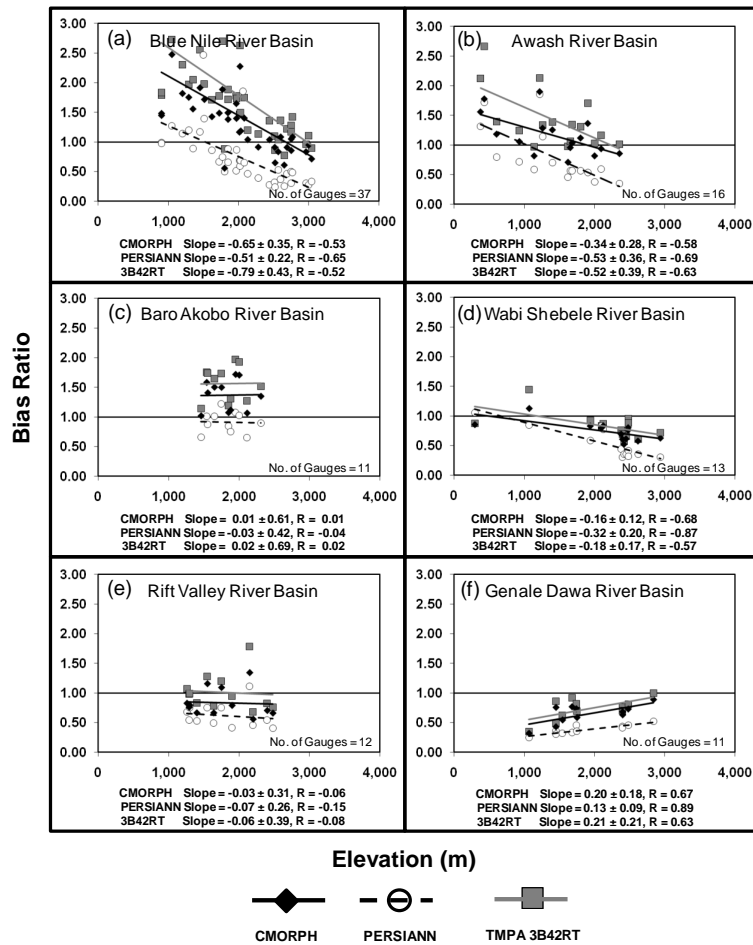 Bias Ratio
(a) Blue Nile River Basin
3.00
2.50
2.00
1.50
1.00
0.50
0.00
No. of Gauges = 37
1,000 2,000 3,000 4,000
CMORPH Slope = -0.65 ± 0.35, R = -0.53
PERSIANN Slope = -0.51 ± 0.22, R = -0.65
3B42RT Slope = -0.79 ± 0.43, R = -0.52
(b) Awash River Basin
3.00
2.50
2.00
1.50
1.00
0.50
0.00
No. of Gauges = 16
0 1,000 2,000 3,000 4,000
CMORPH Slope = -0.34 ± 0.28, R = -0.58
PERSIANN Slope = -0.53 ± 0.36, R = -0.69
3B42RT Slope = -0.52 ± 0.39, R = -0.63
(c) Baro Akobo River Basin
3.00
2.50
2.00
1.50
1.00
0.50
0.00
No. of Gauges = 11
0 1,000 2,000 3,000 4,000
CMORPH Slope = 0.01 ± 0.61, R = 0.01
PERSIANN Slope = -0.03 ± 0.42, R = -0.04
3B42RT Slope = 0.02 ± 0.69, R = 0.02
(d) Wabi Shebele River Basin
3.00
2.50
2.00
1.50
1.00
0.50
0.00
No. of Gauges = 13
0 1,000 2,000 3,000 4,000
CMORPH Slope = -0.16 ± 0.12, R = -0.68
PERSIANN Slope = -0.32 ± 0.20, R = -0.87
3B42RT Slope = -0.18 ± 0.17, R = -0.57
(e) Rift Valley River Basin
3.00
2.50
2.00
1.50
1.00
0.50
0.00
No. of Gauges = 12
0 1,000 2,000 3,000 4,000
CMORPH Slope = -0.03 ± 0.31, R = -0.06
PERSIANN Slope = -0.07 ± 0.26, R = -0.15
3B42RT Slope = -0.06 ± 0.39, R = -0.08
(f) Genale Dawa River Basin
3.00
2.50
2.00
1.50
1.00
0.50
0.00
No. of Gauges = 11
0 1,000 2,000 3,000 4,000
CMORPH Slope = 0.20 ± 0.18, R = 0.67
PERSIANN Slope = 0.13 ± 0.09, R = 0.89
3B42RT Slope = 0.21 ± 0.21, R = 0.63
Elevation (m)
CMORPH PERSIANN TMPA 3B42RT